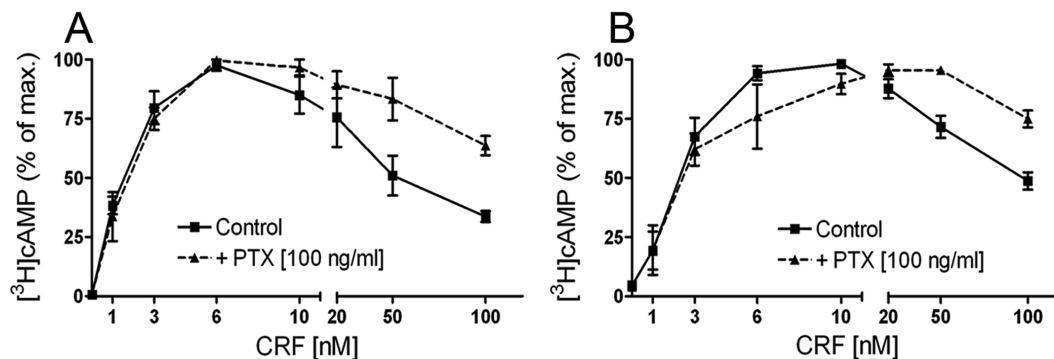 A
[³H]cAMP (% of max.)
100
75
50
25
0
Control
+ PTX [100 ng/ml]
1 3 6 10 20 50 100
CRF [nM]
B
[³H]cAMP (% of max.)
100
75
50
25
0
Control
+ PTX [100 ng/ml]
1 3 6 10 20 50 100
CRF [nM]